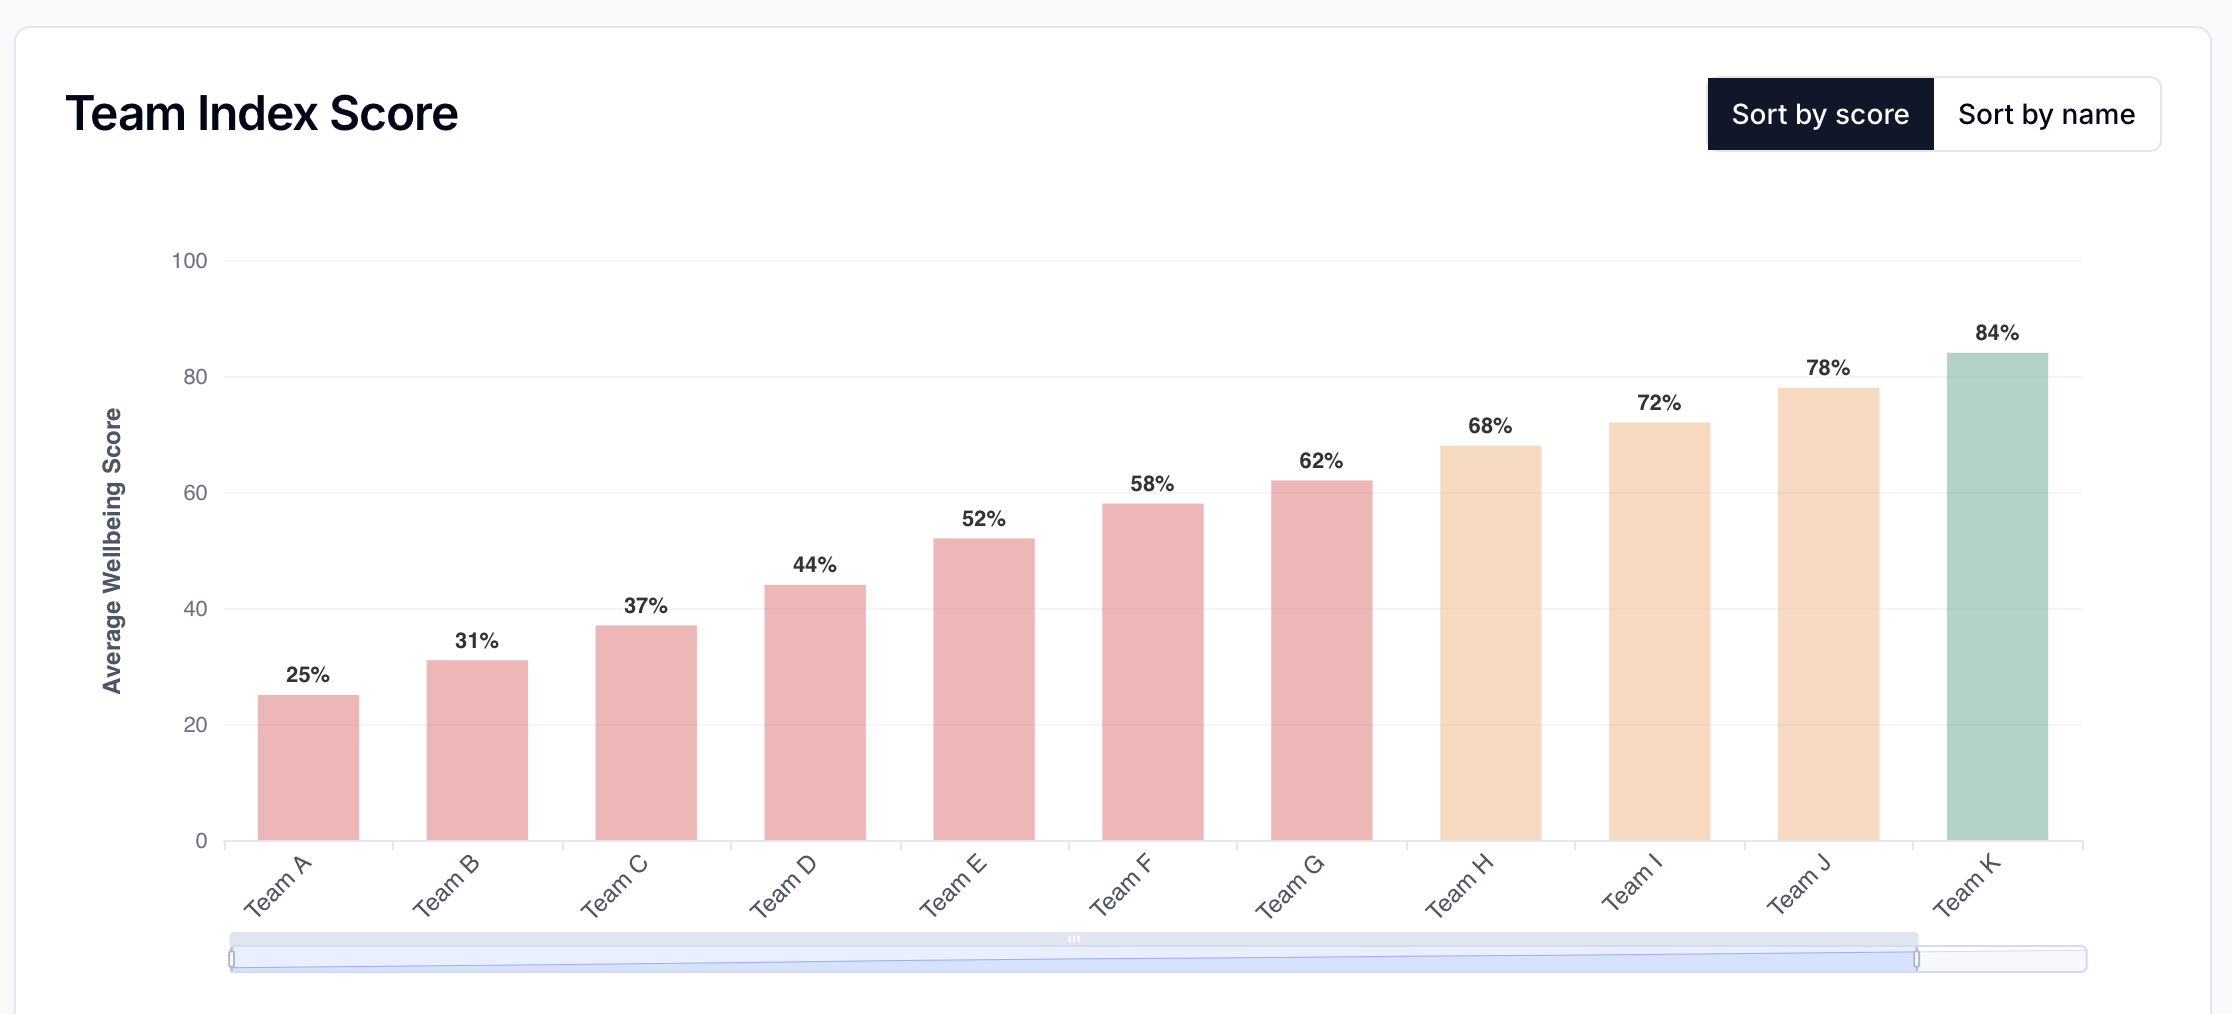 Team Index Score
Sort by score
Sort by name
Average Wellbeing Score
100
80
60
40
20
0
25%
31%
37%
44%
52%
58%
62%
68%
72%
78%
84%
Team A
Team B
Team C
Team D
Team E
Team F
Team G
Team H
Team I
Team J
Team K